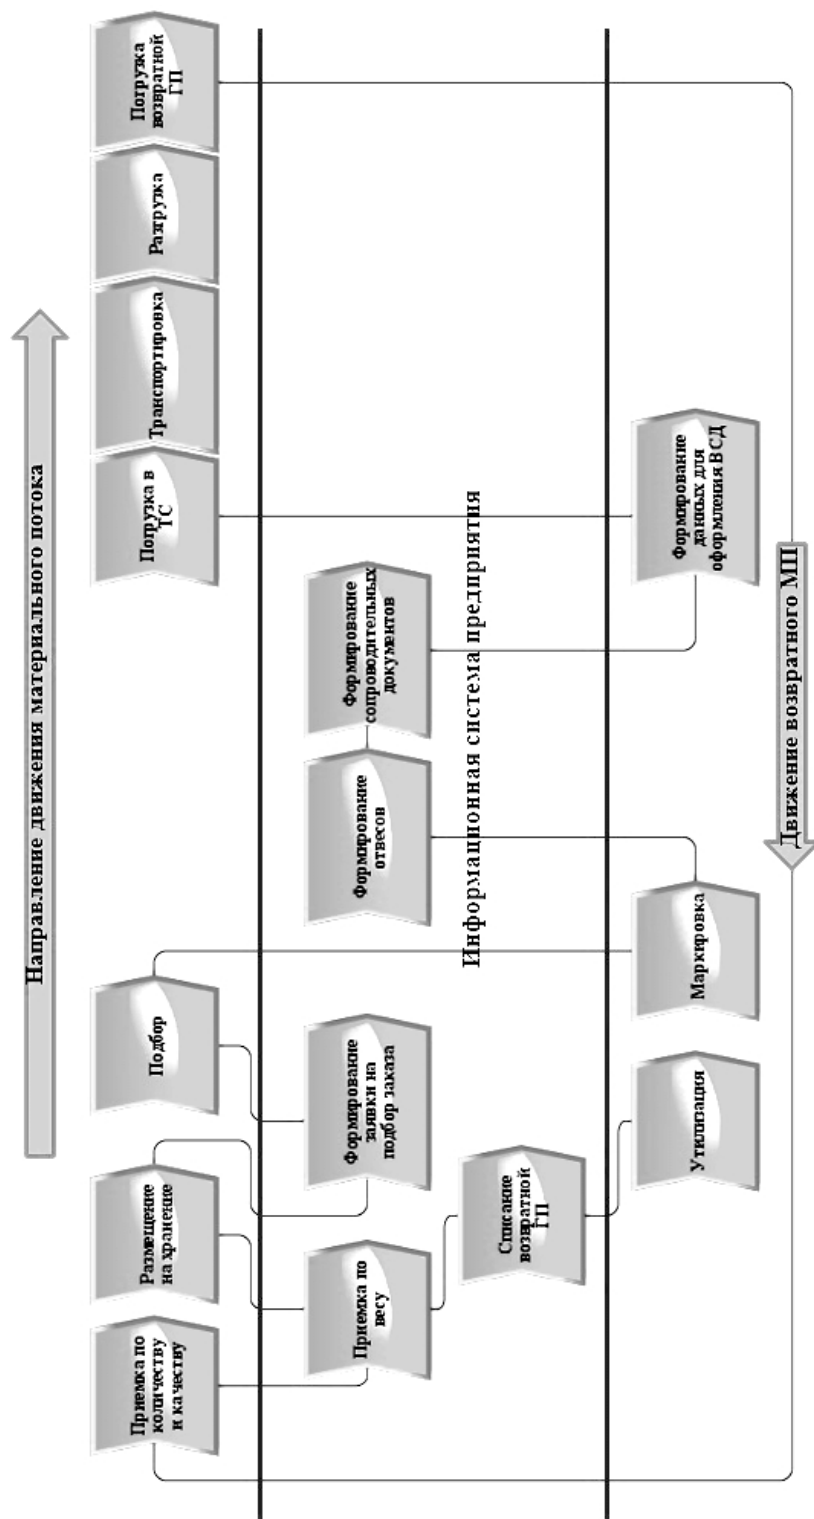 Направление движения материального потока
Приемка по
количеству
и качеству
Размещение
на хранение
Подбор
Погрузка в
ТС
Транспортировка
Разгрузка
Погрузка
возвратной
ГП
Приемка по
весу
Формирование
заявки на
подбор заказа
Формирование
отвесов
Формирование
сопроводительных
документов
Списание
возвратной
ГП
Информационная система предприятия
Утилизация
Маркировка
Формирование
данных для
оформления ВСД
Движение возвратного МП